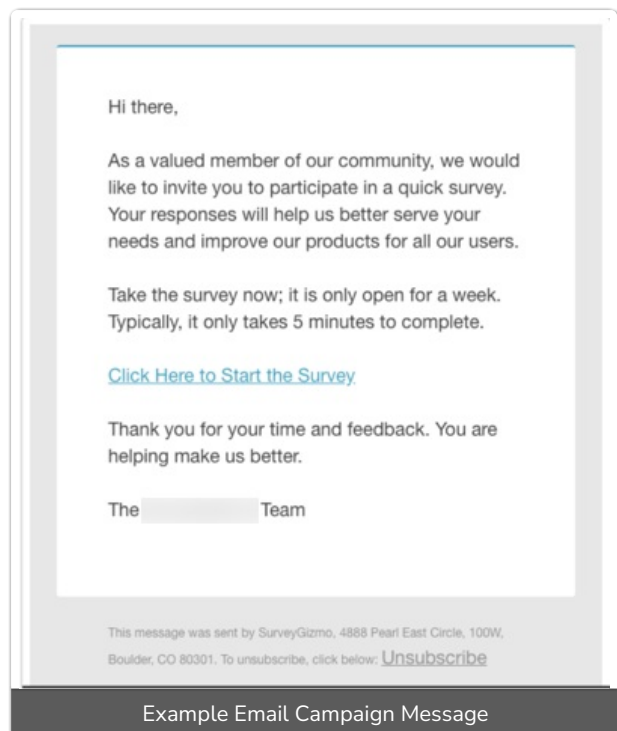 Hi there,
As a valued member of our community, we would
like to invite you to participate in a quick survey.
Your responses will help us better serve your
needs and improve our products for all our users.
Take the survey now; it is only open for a week.
Typically, it only takes 5 minutes to complete.
Click Here to Start the Survey
Thank you for your time and feedback. You are
helping make us better.
The Team
This message was sent by SurveyGizmo, 4888 Pearl East Circle, 100W,
Boulder, CO 80301. To unsubscribe, click below: Unsubscribe
Example Email Campaign Message